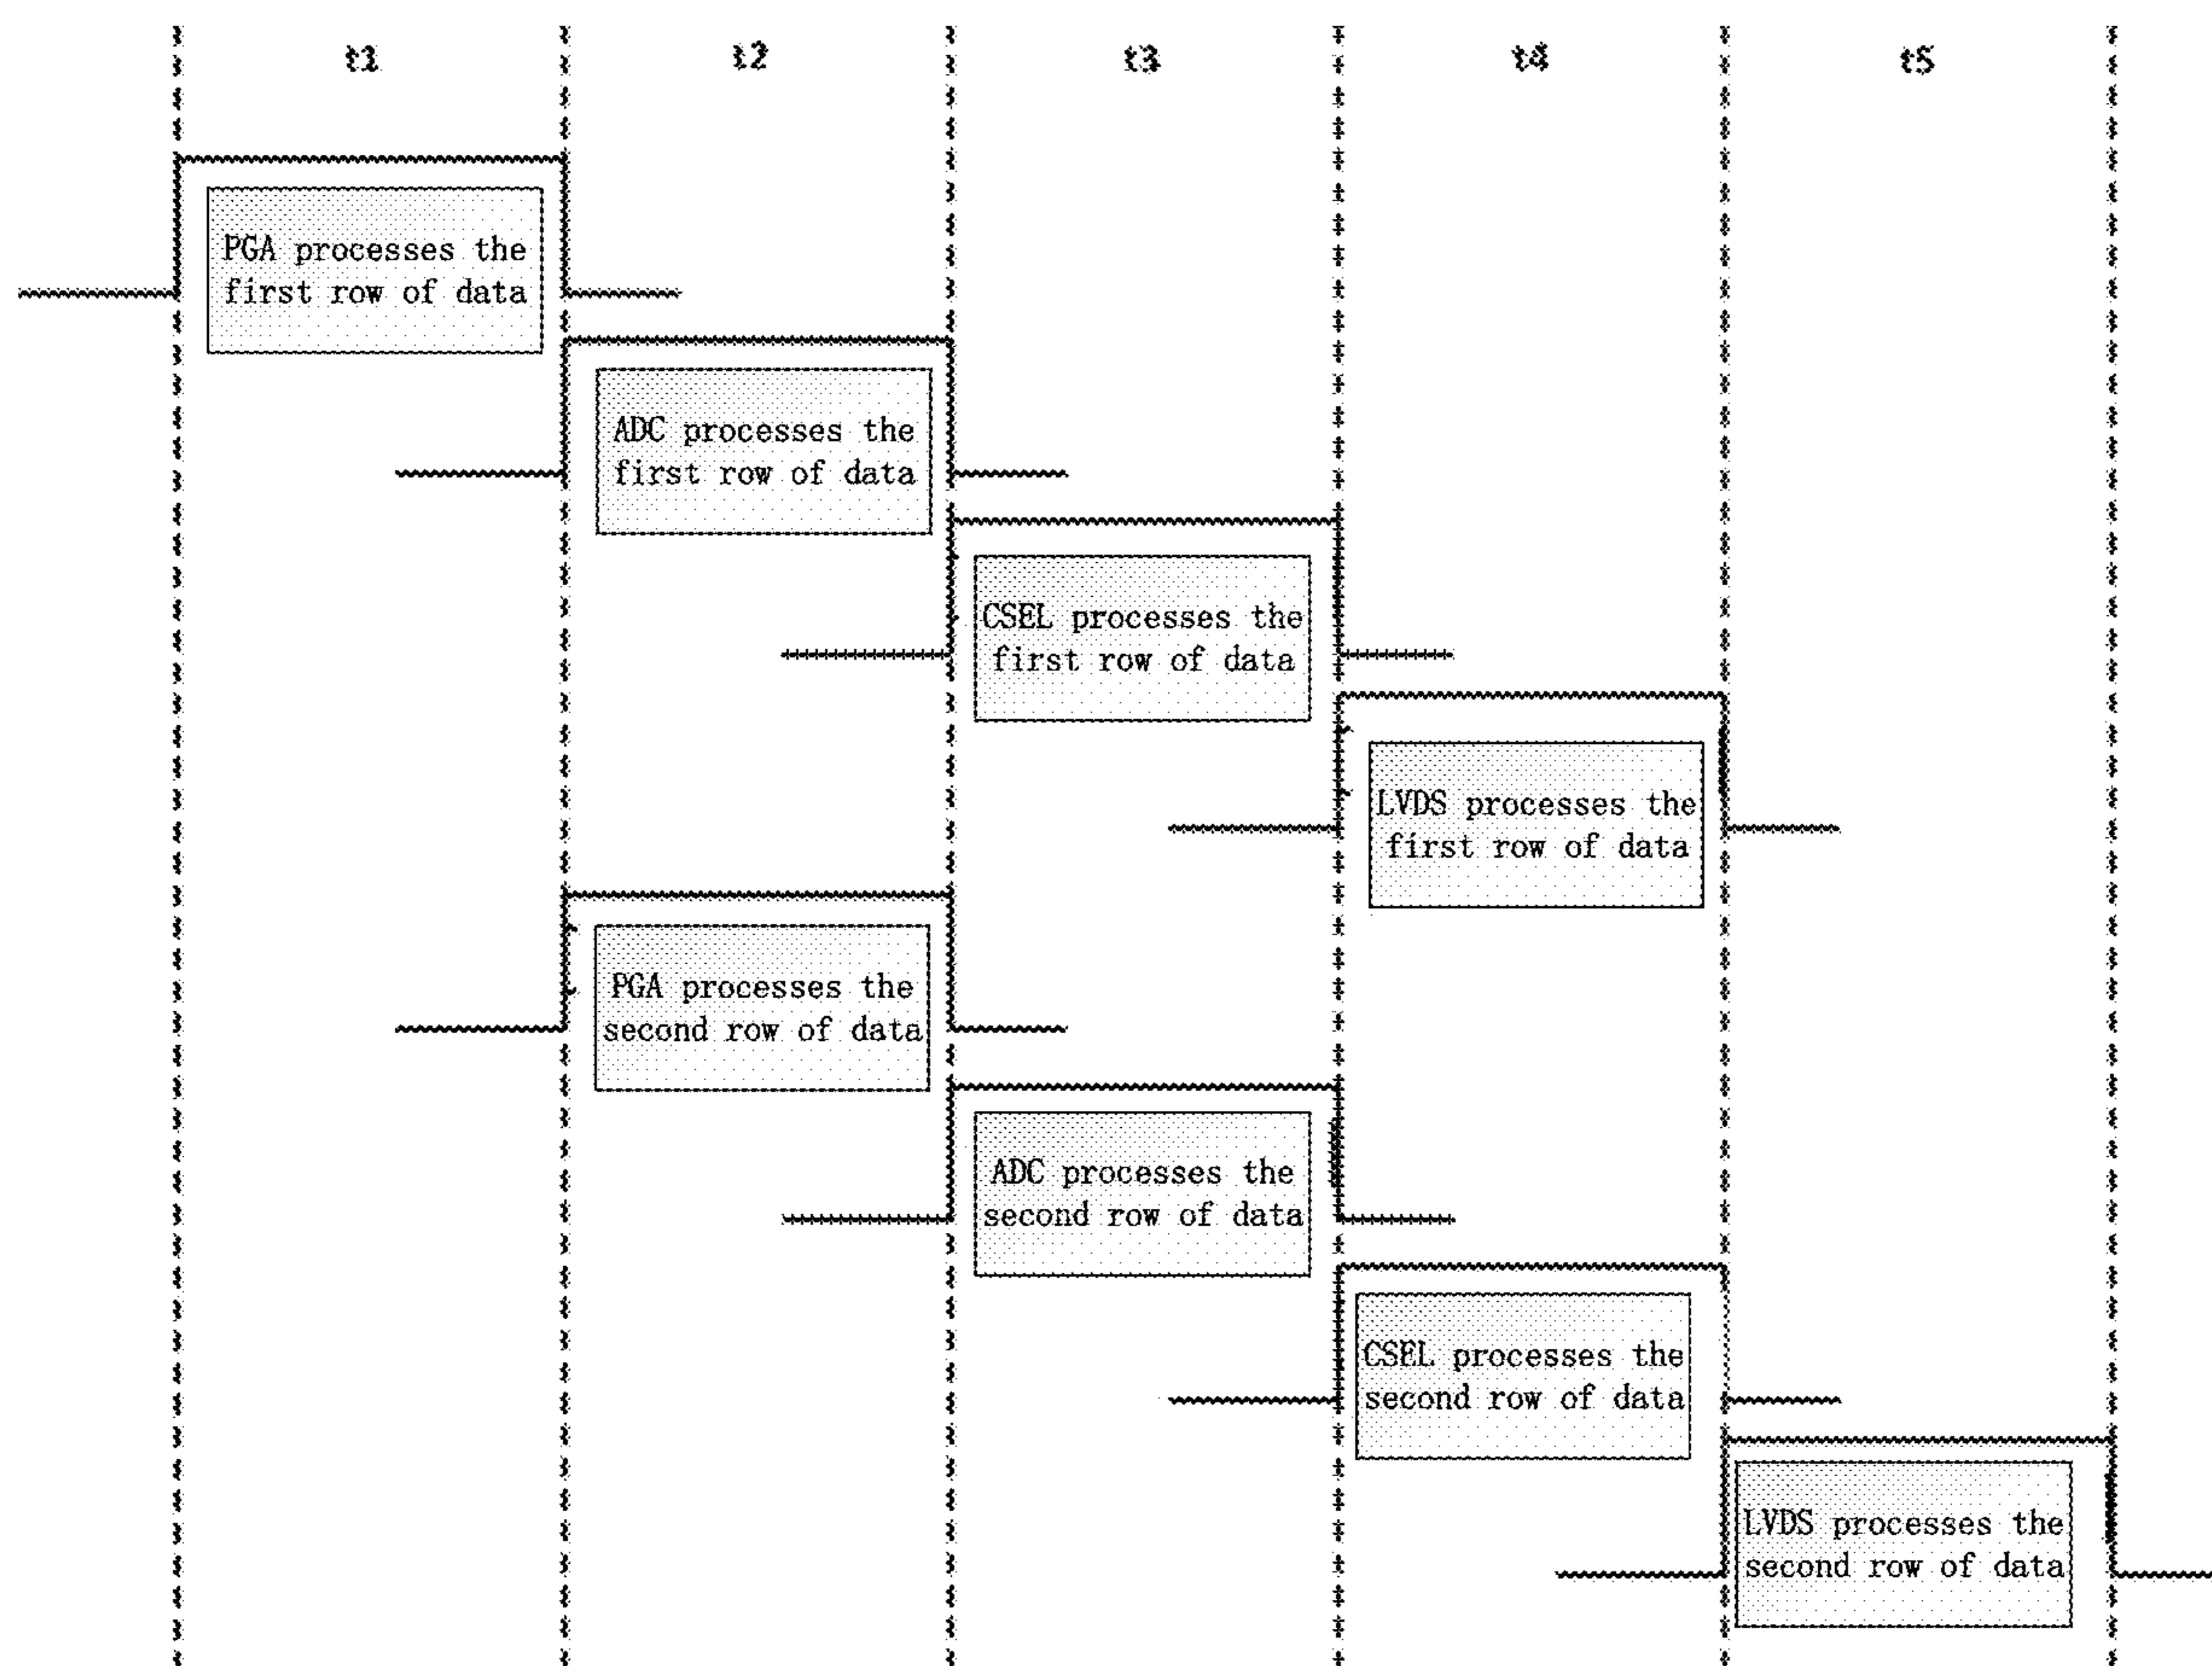 t1 t2 t3 t4 t5
PGA processes the
first row of data
ADC processes the
first row of data
CSEL processes the
first row of data
LVDS processes the
first row of data
PGA processes the
second row of data
ADC processes the
second row of data
CSEL processes the
second row of data
LVDS processes the
second row of data